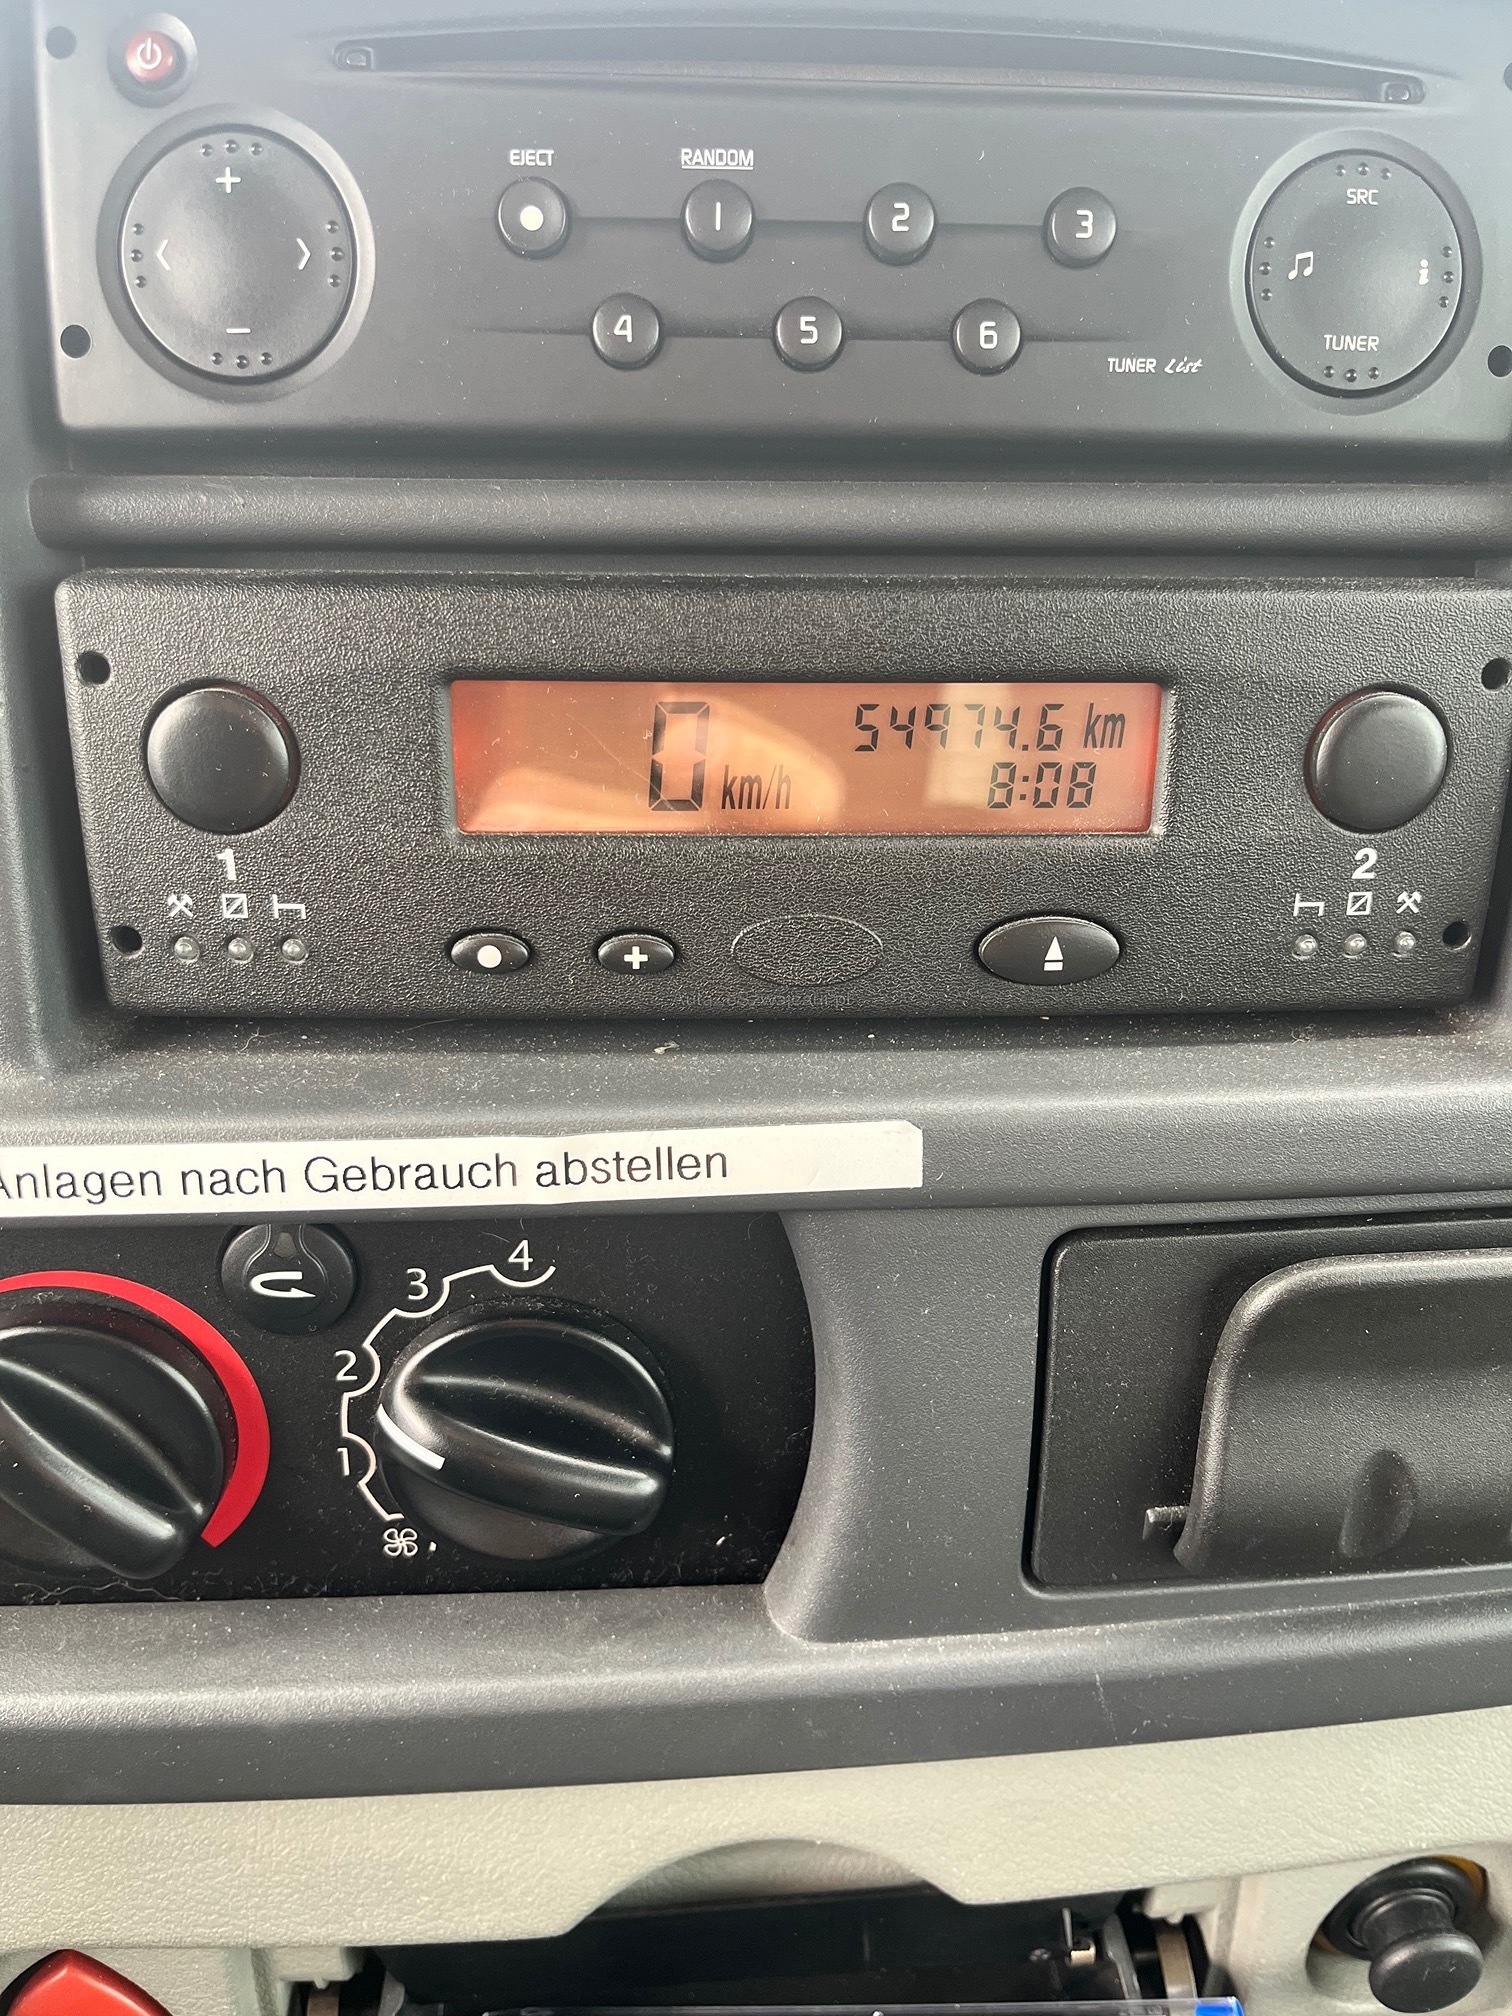 EJECT RANDOM
+
SRC
1 2 3
i
4 5 6
TUNER
TUNER List
54974.6 km
0 km/h
8:08
1 2
+
Anlagen nach Gebrauch abstellen
4
3
2
1